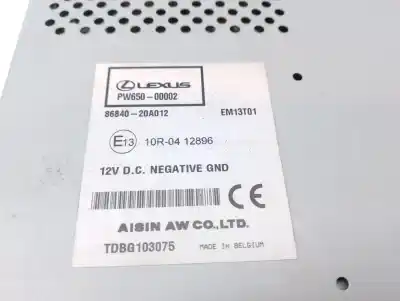 LEXUS
PW650-00002
86840-20A012 EM13T01
E13 10R-04 12896
12V D.C. NEGATIVE GND
CE
AISIN AW CO.,LTD.
TDBG103075 MADE IN BELGIUM